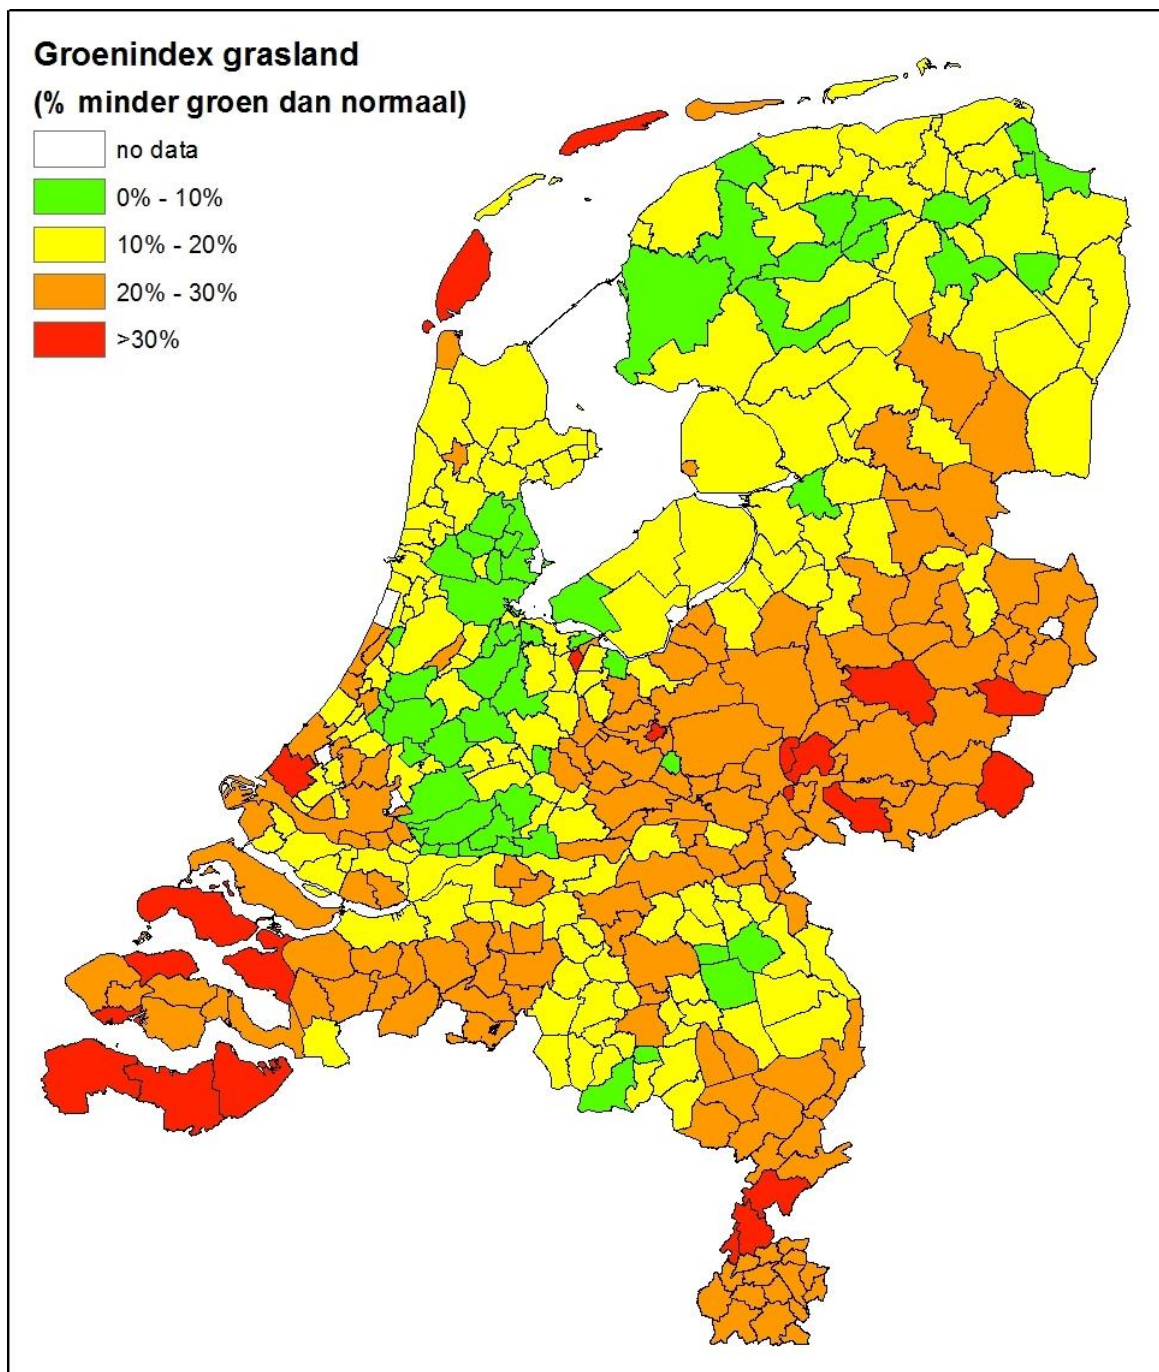 Groenindex grasland
(% minder groen dan normaal)
no data
0% - 10%
10% - 20%
20% - 30%
>30%